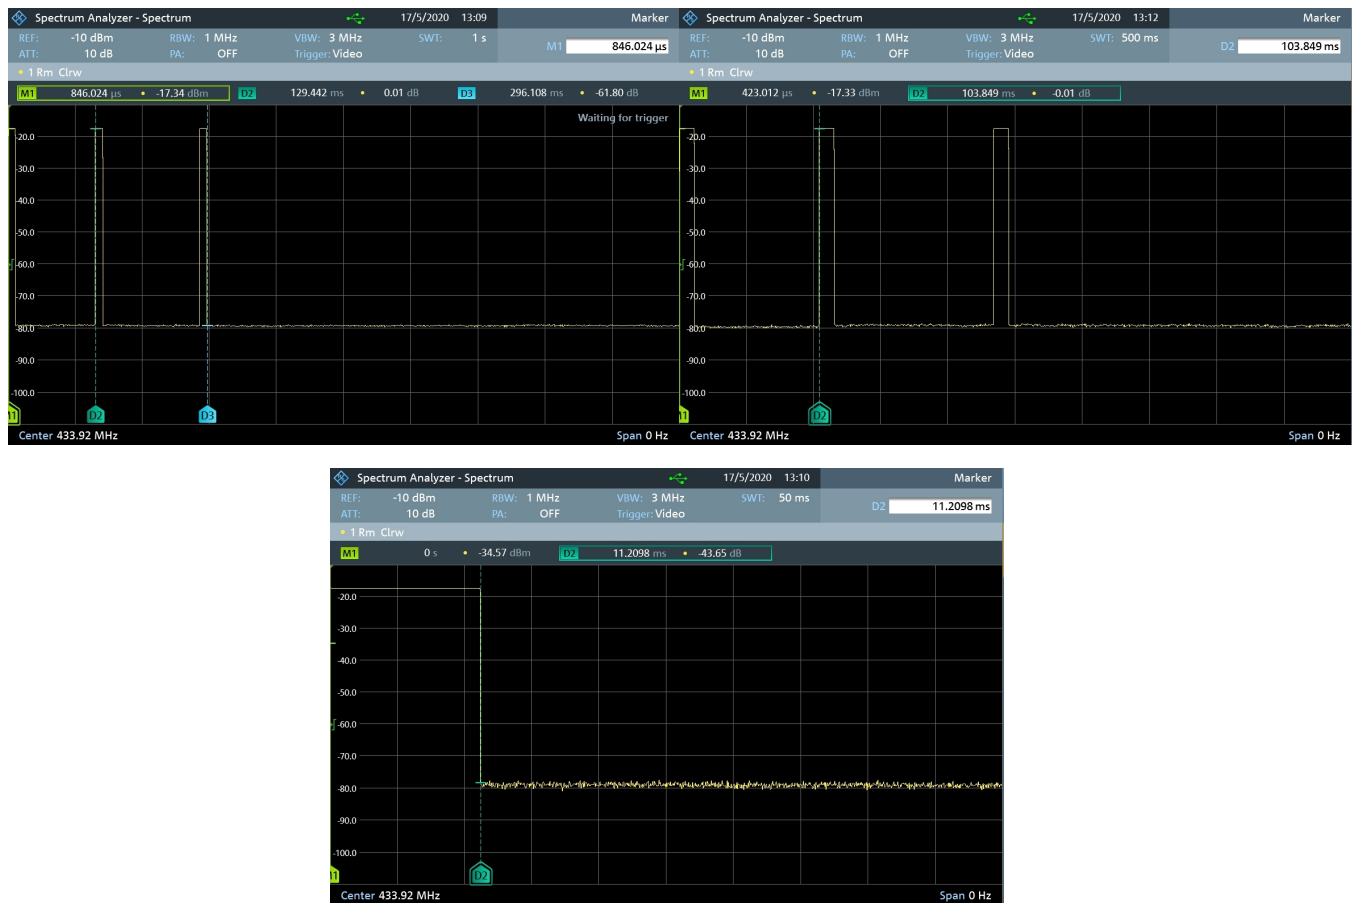 Spectrum Analyzer - Spectrum 17/5/2020 13:09 Marker
REF: -10 dBm RBW: 1 MHz VBW: 3 MHz SWT: 1 s
ATT: 10 dB PA: OFF Trigger: Video
M1 846.024 µs
1 Rm Clrw
M1 846.024 µs • -17.34 dBm D2 129.442 ms • 0.01 dB D3 296.108 ms • -61.80 dB
Waiting for trigger
-20.0
-30.0
-40.0
-50.0
-60.0
-70.0
-80.0
-90.0
-100.0
D2 D3
Center 433.92 MHz Span 0 Hz
Spectrum Analyzer - Spectrum 17/5/2020 13:12 Marker
REF: -10 dBm RBW: 1 MHz VBW: 3 MHz SWT: 500 ms
ATT: 10 dB PA: OFF Trigger: Video
D2 103.849 ms
1 Rm Clrw
M1 423.012 µs • -17.33 dBm D2 103.849 ms • -0.01 dB
-20.0
-30.0
-40.0
-50.0
-60.0
-70.0
-80.0
-90.0
-100.0
D2
Center 433.92 MHz Span 0 Hz
Spectrum Analyzer - Spectrum 17/5/2020 13:10 Marker
REF: -10 dBm RBW: 1 MHz VBW: 3 MHz SWT: 50 ms
ATT: 10 dB PA: OFF Trigger: Video
D2 11.2098 ms
1 Rm Clrw
M1 0 s • -34.57 dBm D2 11.2098 ms • -43.65 dB
-20.0
-30.0
-40.0
-50.0
-60.0
-70.0
-80.0
-90.0
-100.0
D2
Center 433.92 MHz Span 0 Hz